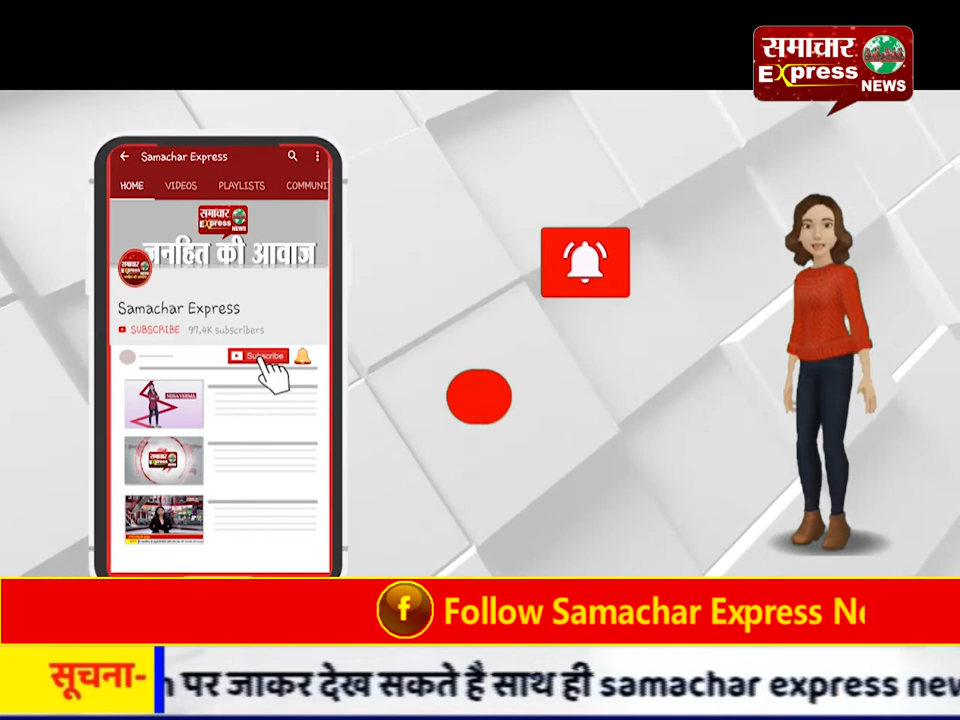 समाचार
Express
NEWS
Samachar Express
HOME VIDEOS PLAYLISTS COMMUNI
समाचार
Express
NEWS
जनहित की आवाज
Samachar Express
SUBSCRIBE 97,4K subscribers
Subscribe
f Follow Samachar Express Ne
सूचना- h पर जाकर देख सकते है साथ ही samachar express new